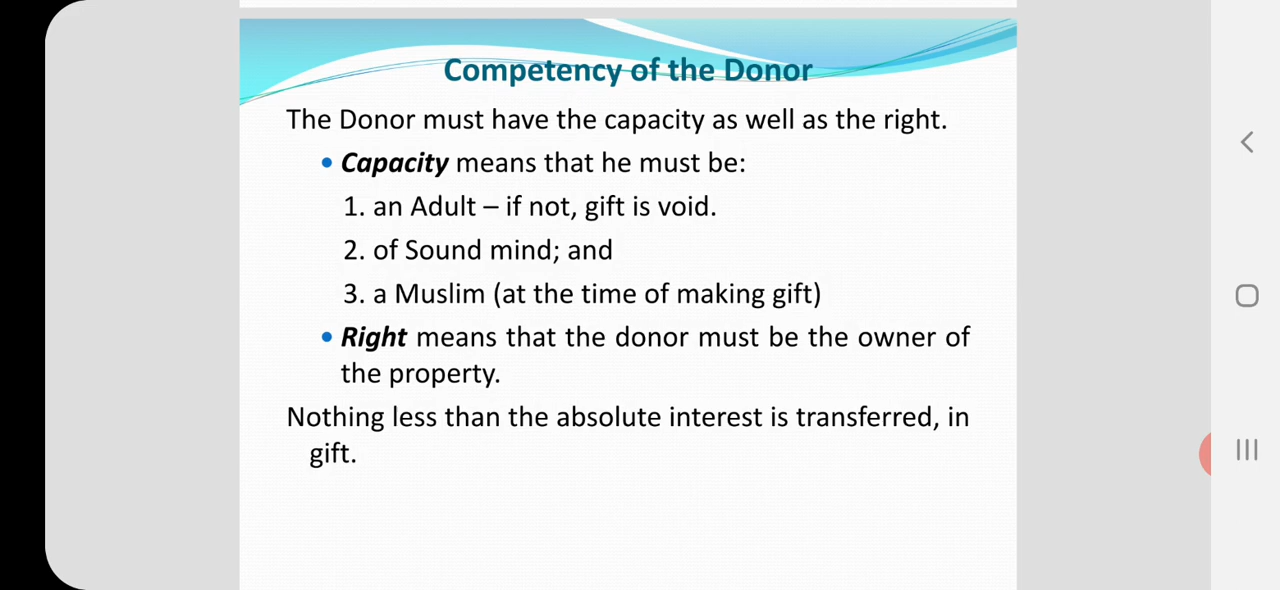 Competency of the Donor
The Donor must have the capacity as well as the right.
• Capacity means that he must be:
1. an Adult – if not, gift is void.
2. of Sound mind; and
3. a Muslim (at the time of making gift)
• Right means that the donor must be the owner of
the property.
Nothing less than the absolute interest is transferred, in
gift.